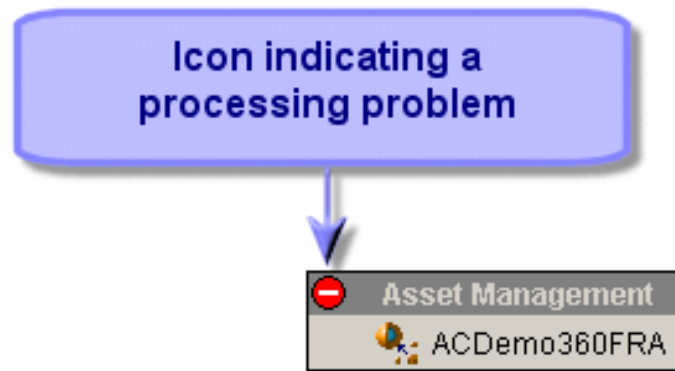 Icon indicating a
processing problem
Asset Management
ACDemo360FRA